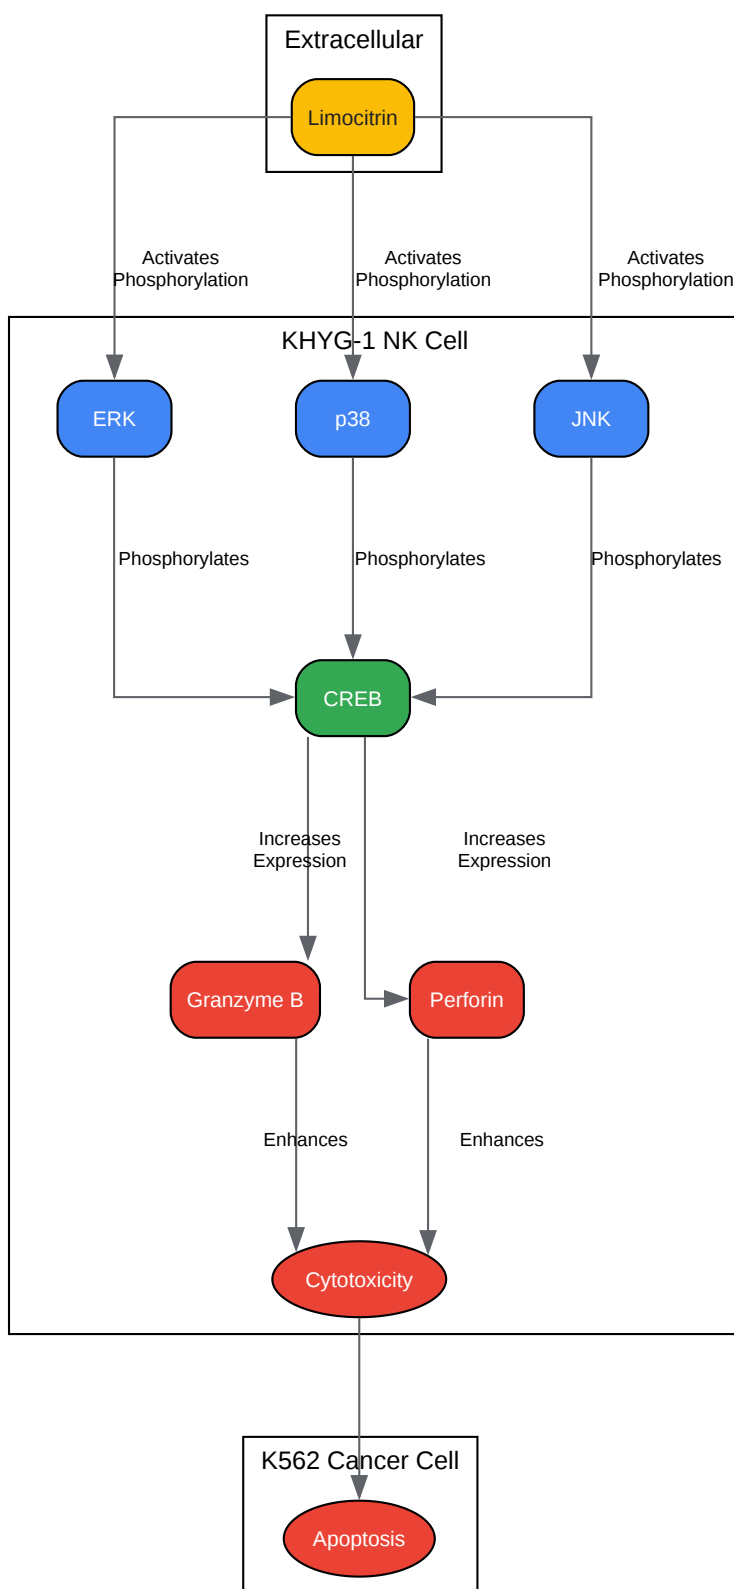 Extracellular
Limocitrin
Activates
Phosphorylation
Activates
Phosphorylation
Activates
Phosphorylation
KHYG-1 NK Cell
ERK
p38
JNK
Phosphorylates
Phosphorylates
Phosphorylates
CREB
Increases
Expression
Increases
Expression
Granzyme B
Perforin
Enhances
Enhances
Cytotoxicity
K562 Cancer Cell
Apoptosis